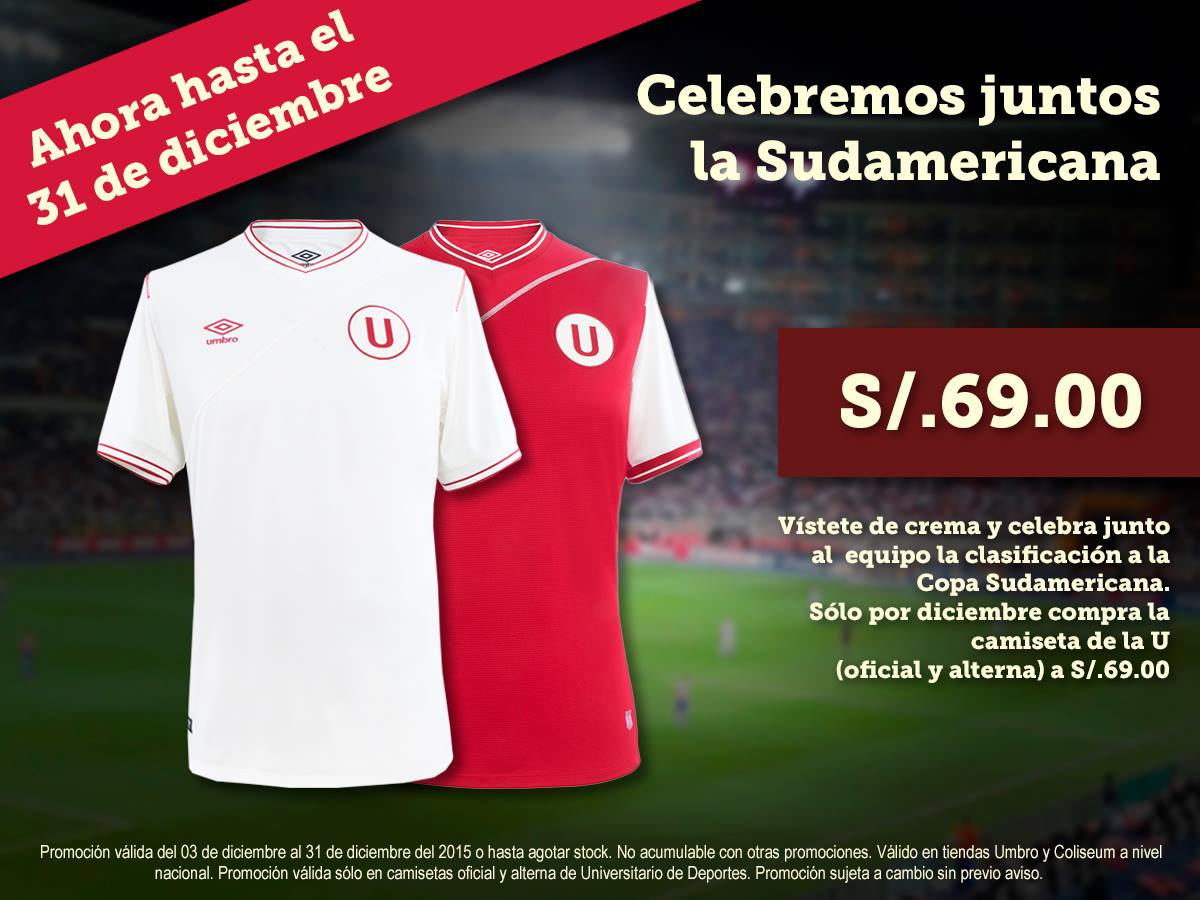 Ahora hasta el
31 de diciembre
Celebremos juntos
la Sudamericana
umbro
U
U
S/.69.00
Vístete de crema y celebra junto
al equipo la clasificación a la
Copa Sudamericana.
Sólo por diciembre compra la
camiseta de la U
(oficial y alterna) a S/.69.00
Promoción válida del 03 de diciembre al 31 de diciembre del 2015 o hasta agotar stock. No acumulable con otras promociones. Válido en tiendas Umbro y Coliseum a nivel
nacional. Promoción válida sólo en camisetas oficial y alterna de Universitario de Deportes. Promoción sujeta a cambio sin previo aviso.